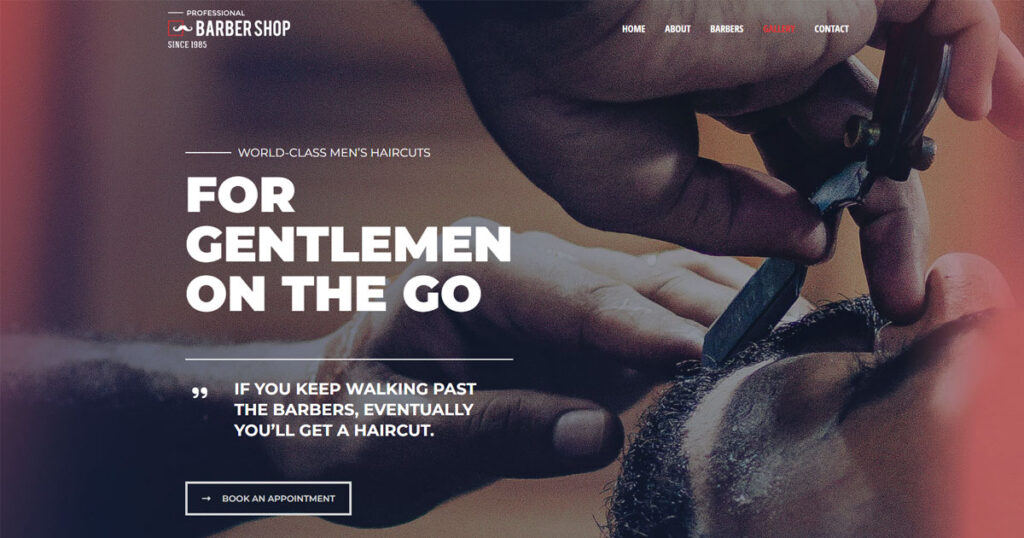 PROFESSIONAL
BARBER SHOP
SINCE 1985
HOME ABOUT BARBERS GALLERY CONTACT
WORLD-CLASS MEN'S HAIRCUTS
FOR
GENTLEMEN
ON THE GO
” IF YOU KEEP WALKING PAST
THE BARBERS, EVENTUALLY
YOU’LL GET A HAIRCUT.
→ BOOK AN APPOINTMENT